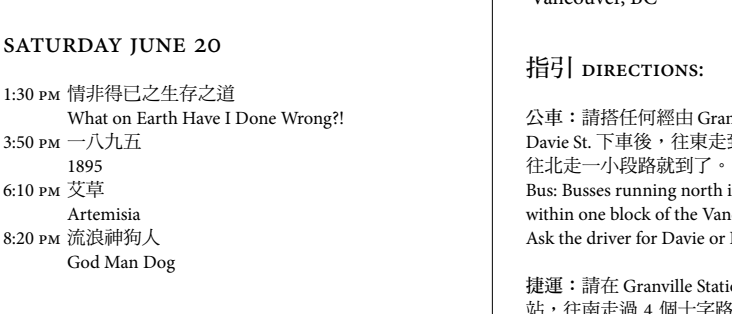 SATURDAY JUNE 20
1:30 PM 情非得已之生存之道
What on Earth Have I Done Wrong?!
3:50 PM 一八九五
1895
6:10 PM 艾草
Artemisia
8:20 PM 流浪神狗人
God Man Dog
Vancouver, BC
指引 DIRECTIONS:
公車：請搭任何經由 Gran
Davie St. 下車後，往東走到
往北走一小段路就到了。
Bus: Busses running north i
within one block of the Van
Ask the driver for Davie or
捷運：請在 Granville Statio
站，往南走過 4 個十字路